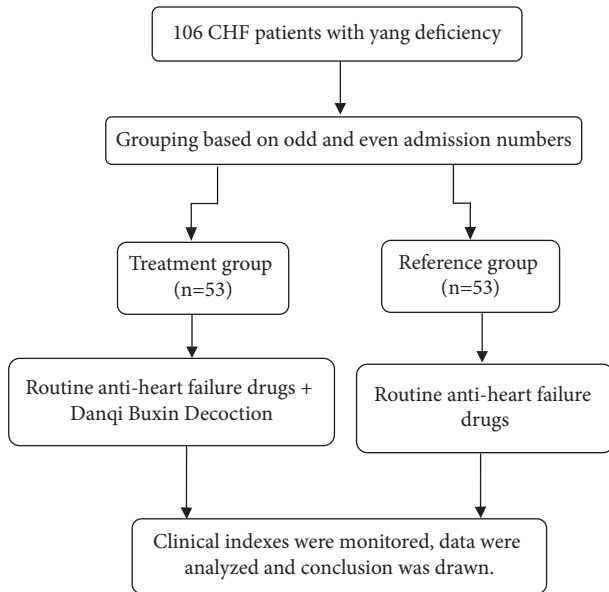 106 CHF patients with yang deficiency
Grouping based on odd and even admission numbers
Treatment group
(n=53)
Reference group
(n=53)
Routine anti-heart failure drugs +
Danqi Buxin Decoction
Routine anti-heart failure
drugs
Clinical indexes were monitored, data were
analyzed and conclusion was drawn.